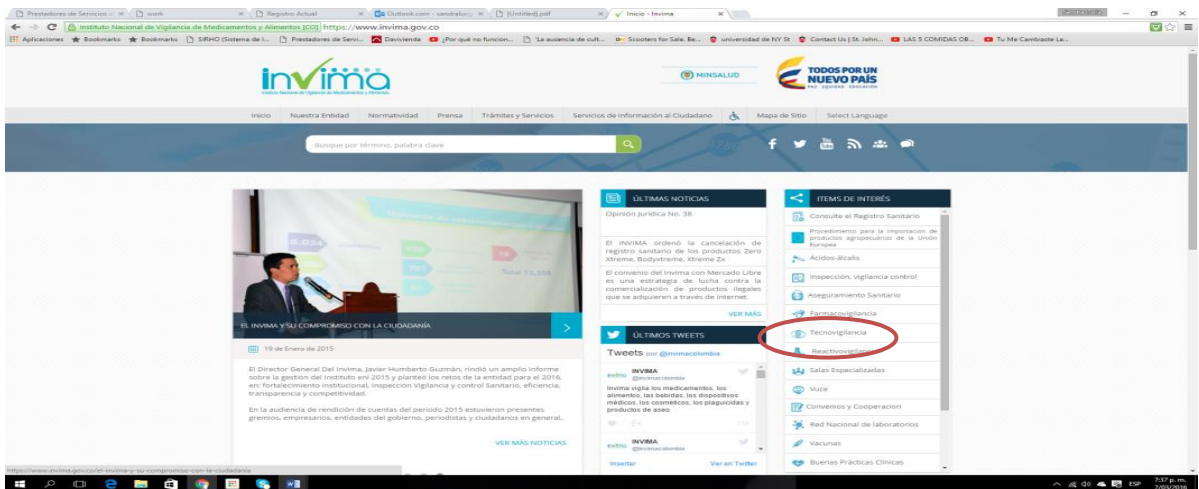 Prestadores de Servicios
work
Registro Actual
Outlook.com - sandraluc
[Untitled].pdf
Inicio - Invima
Instituto Nacional de Vigilancia de Medicamentos y Alimentos [CO] https://www.invima.gov.co
Aplicaciones Bookmarks Bookmarks SIRHO (Sistema de I... Prestadores de Servi... Davivienda ¿Por qué no funcion... 'La ausencia de cult... Scooters for Sale. Be... universidad de NY St Contact Us | St. John... LAS 5 COMIDAS OB... Tu Me Cambiaste La...
invima
Instituto Nacional de Vigilancia de Medicamentos y Alimentos
MINSALUD
TODOS POR UN
NUEVO PAÍS
PAZ EQUIDAD EDUCACIÓN
Inicio Nuestra Entidad Normatividad Prensa Trámites y Servicios Servicios de Información al Ciudadano Mapa de Sitio Select Language
Busque por término, palabra clave
EL INVIMA Y SU COMPROMISO CON LA CIUDADANÍA
19 de Enero de 2015
El Director General Del Invima, Javier Humberto Guzmán, rindió un amplio informe
sobre la gestión del Instituto enl 2015 y planteó los retos de la entidad para el 2016,
en: fortalecimiento institucional, Inspección Vigilancia y control Sanitario, eficiencia,
transparencia y competitividad.
En la audiencia de rendición de cuentas del periodo 2015 estuvieron presentes
gremios, empresarios, entidades del gobierno, periodistas y ciudadanos en general,.
VER MÁS NOTICIAS
ÚLTIMAS NOTICIAS
Opinión Jurídica No. 38
El INVIMA ordenó la cancelación de
registro sanitario de los productos Zero
Xtreme, Bodyxtreme, Xtreme Zx
El convenio del Invima con Mercado Libre
es una estrategia de lucha contra la
comercialización de productos ilegales
que se adquieren a través de Internet
VER MÁS
ÚLTIMOS TWEETS
Tweets por @invimacolombia
INVIMA
@invimacolombia
Invima vigila los medicamentos, los
alimentos, las bebidas, los dispositivos
médicos, los cosméticos, los plaguicidas y
productos de aseo
INVIMA
@invimacolombia
Insertar Ver en Twitter
ITEMS DE INTERÉS
Consulte el Registro Sanitario
Procedimiento para la importación de
productos agropecuarios de la Unión
Europea
Ácidos-álcalis
Inspección, vigilancia control
Aseguramiento Sanitario
Farmacovigilancia
Tecnovigilancia
Reactivovigilancia
Salas Especializadas
Vuce
Convenios y Cooperacion
Red Nacional de laboratorios
Vacunas
Buenas Prácticas Clínicas
https://www.invima.gov.co/el-invima-y-su-compromiso-con-la-ciudadania
ESP
7:37 p. m.
7/03/2016